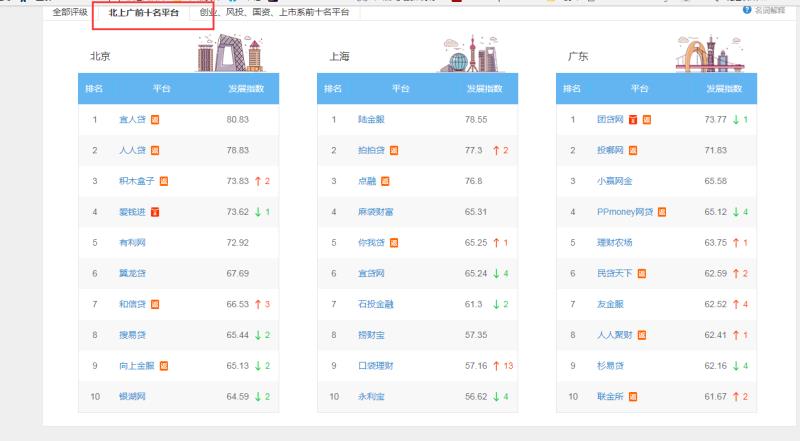 全部评级 北上广前十名平台 创业、风投、国资、上市系前十名平台 名词解释
北京
排名 平台 发展指数
1 宜人贷 返 80.83
2 人人贷 返 78.83
3 积木盒子 返 73.83 ↑ 2
4 爱钱进 73.62 ↓ 1
5 有利网 72.92
6 翼龙贷 67.69
7 和信贷 返 66.53 ↑ 3
8 搜易贷 65.44 ↓ 2
9 向上金服 返 65.13 ↓ 2
10 银湖网 64.59 ↓ 2
上海
排名 平台 发展指数
1 陆金服 78.55
2 拍拍贷 返 77.3 ↑ 2
3 点融 返 76.8
4 麻袋财富 65.31
5 你我贷 返 65.25 ↑ 1
6 宜贷网 65.24 ↓ 4
7 石投金融 61.3 ↓ 2
8 捞财宝 57.35
9 口袋理财 57.16 ↑ 13
10 永利宝 56.62 ↓ 4
广东
排名 平台 发展指数
1 团贷网 返 73.77 ↓ 1
2 投哪网 返 71.83
3 小赢网金 65.58
4 PPmoney网贷 返 65.12 ↓ 4
5 理财农场 63.75 ↑ 1
6 民贷天下 返 62.59 ↑ 2
7 友金服 62.52 ↑ 4
8 人人聚财 返 62.41 ↑ 1
9 杉易贷 62.16 ↓ 4
10 联金所 返 61.67 ↑ 2